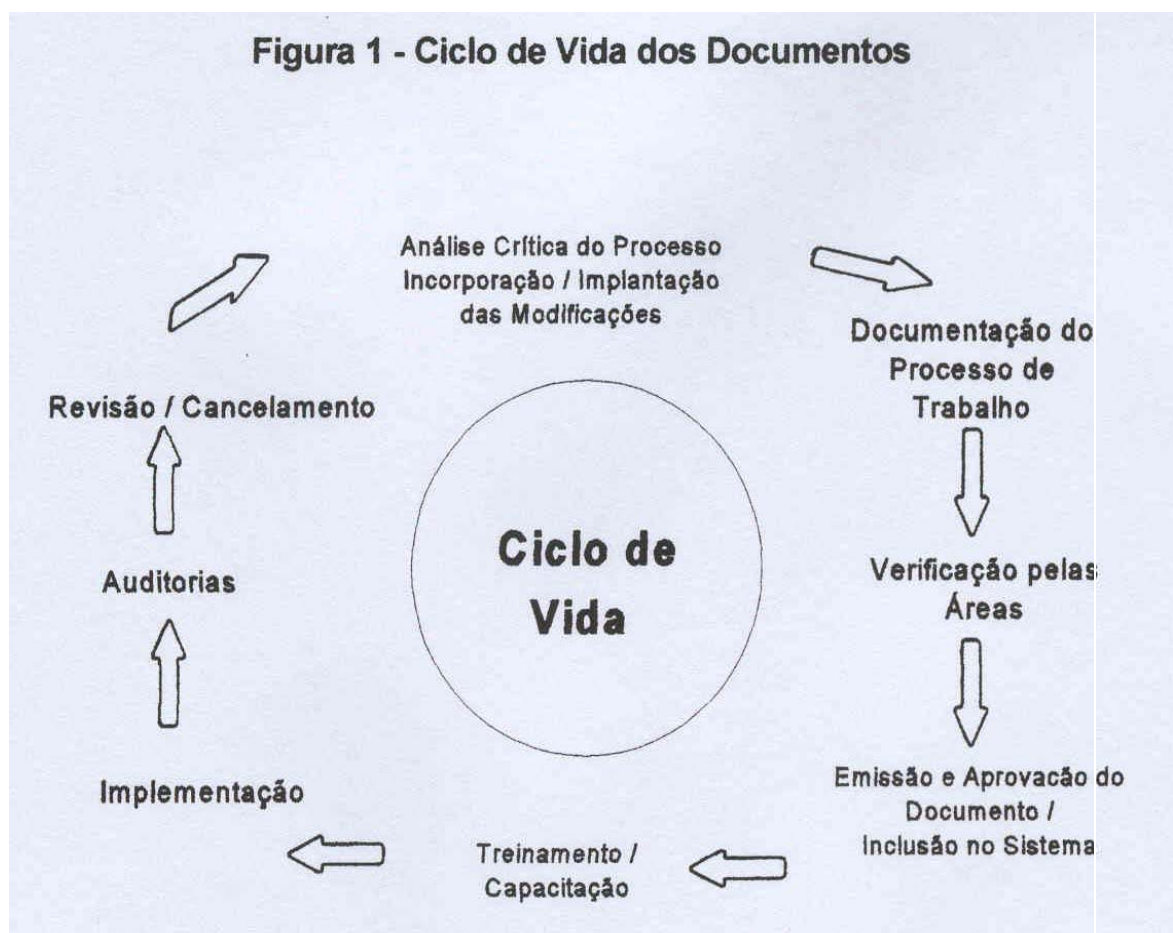 Figura 1 - Ciclo de Vida dos Documentos
Análise Crítica do Processo
Incorporação / Implantação
das Modificações
Documentação do
Processo de
Trabalho
Verificação pelas
Áreas
Emissão e Aprovacão do
Documento /
Inclusão no Sistema
Treinamento /
Capacitação
Implementação
Auditorias
Revisão / Cancelamento
Ciclo de
Vida